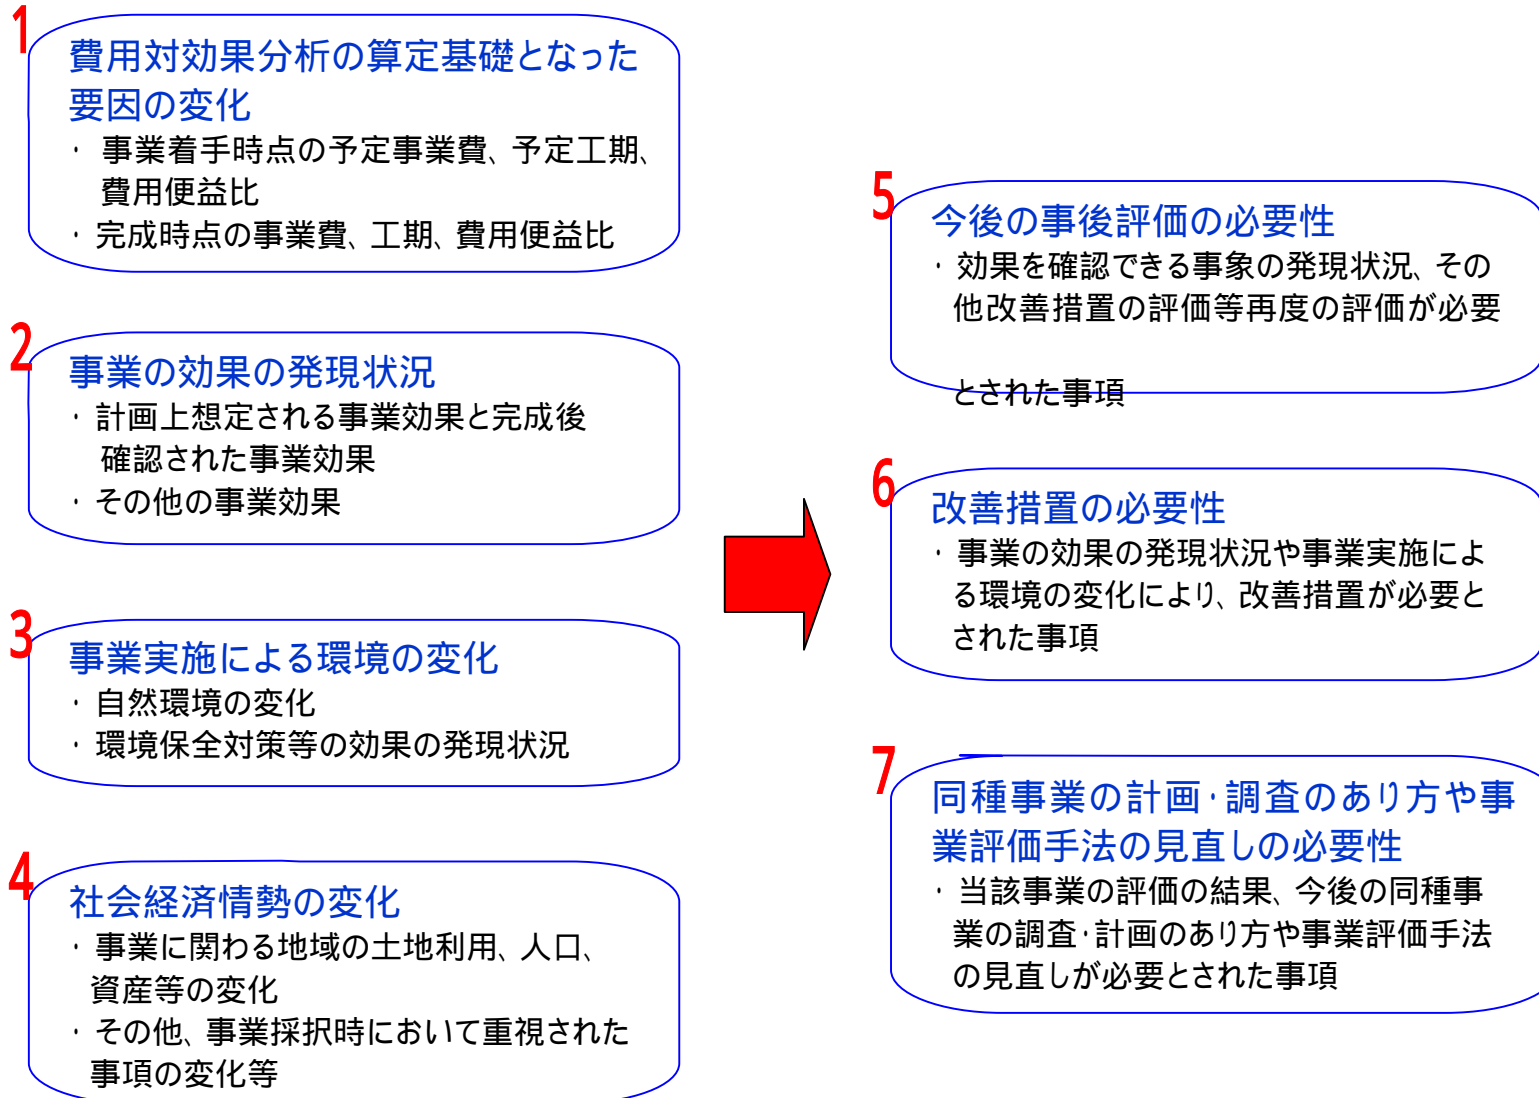 1
費用対効果分析の算定基礎となった
要因の変化
・ 事業着手時点の予定事業費、予定工期、
費用便益比
・ 完成時点の事業費、工期、費用便益比
2
事業の効果の発現状況
・ 計画上想定される事業効果と完成後
確認された事業効果
・ その他の事業効果
3
事業実施による環境の変化
・ 自然環境の変化
・ 環境保全対策等の効果の発現状況
4
社会経済情勢の変化
・ 事業に関わる地域の土地利用、人口、
資産等の変化
・ その他、事業採択時において重視された
事項の変化等
5
今後の事後評価の必要性
・ 効果を確認できる事象の発現状況、その
他改善措置の評価等再度の評価が必要
とされた事項
6
改善措置の必要性
・ 事業の効果の発現状況や事業実施によ
る環境の変化により、改善措置が必要と
された事項
7
同種事業の計画・調査のあり方や事
業評価手法の見直しの必要性
・ 当該事業の評価の結果、今後の同種事
業の調査・計画のあり方や事業評価手法
の見直しが必要とされた事項